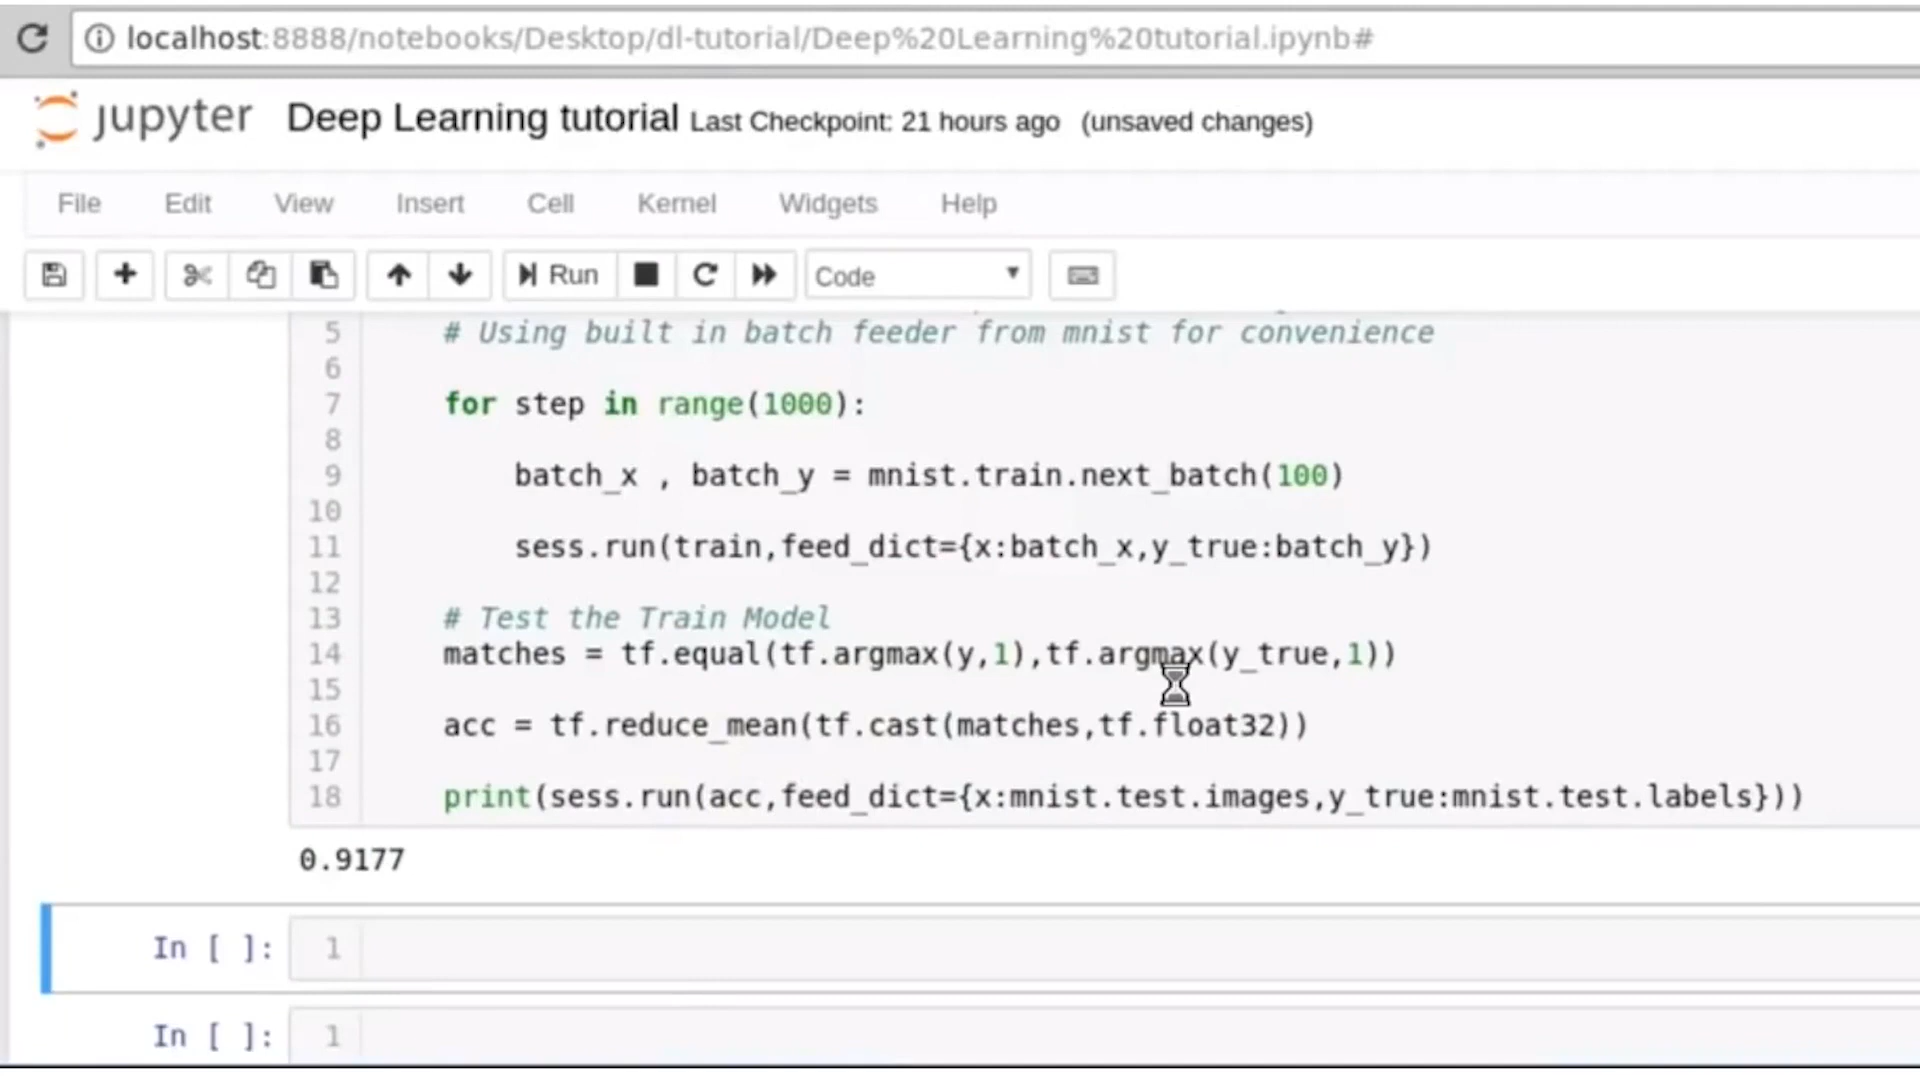 localhost:8888/notebooks/Desktop/dl-tutorial/Deep%20Learning%20tutorial.ipynb#
jupyter Deep Learning tutorial Last Checkpoint: 21 hours ago (unsaved changes)
File Edit View Insert Cell Kernel Widgets Help
Run Code
5 # Using built in batch feeder from mnist for convenience
6
7 for step in range(1000):
8
9 batch_x , batch_y = mnist.train.next_batch(100)
10
11 sess.run(train,feed_dict={x:batch_x,y_true:batch_y})
12
13 # Test the Train Model
14 matches = tf.equal(tf.argmax(y,1),tf.argmax(y_true,1))
15
16 acc = tf.reduce_mean(tf.cast(matches,tf.float32))
17
18 print(sess.run(acc,feed_dict={x:mnist.test.images,y_true:mnist.test.labels}))
0.9177
In [ ]: 1
In [ ]: 1